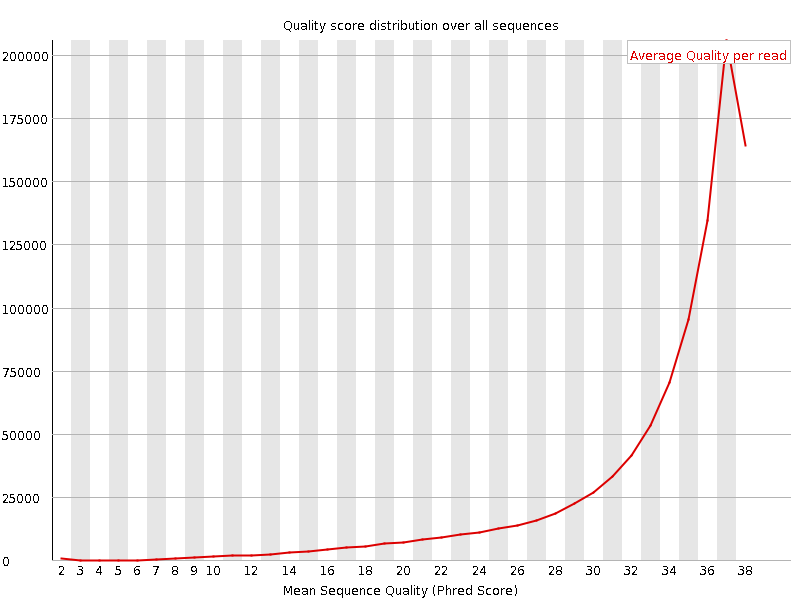 Quality score distribution over all sequences
Average Quality per read
200000
175000
150000
125000
100000
75000
50000
25000
0
2 3 4 5 6 7 8 9 10 12 14 16 18 20 22 24 26 28 30 32 34 36 38
Mean Sequence Quality (Phred Score)